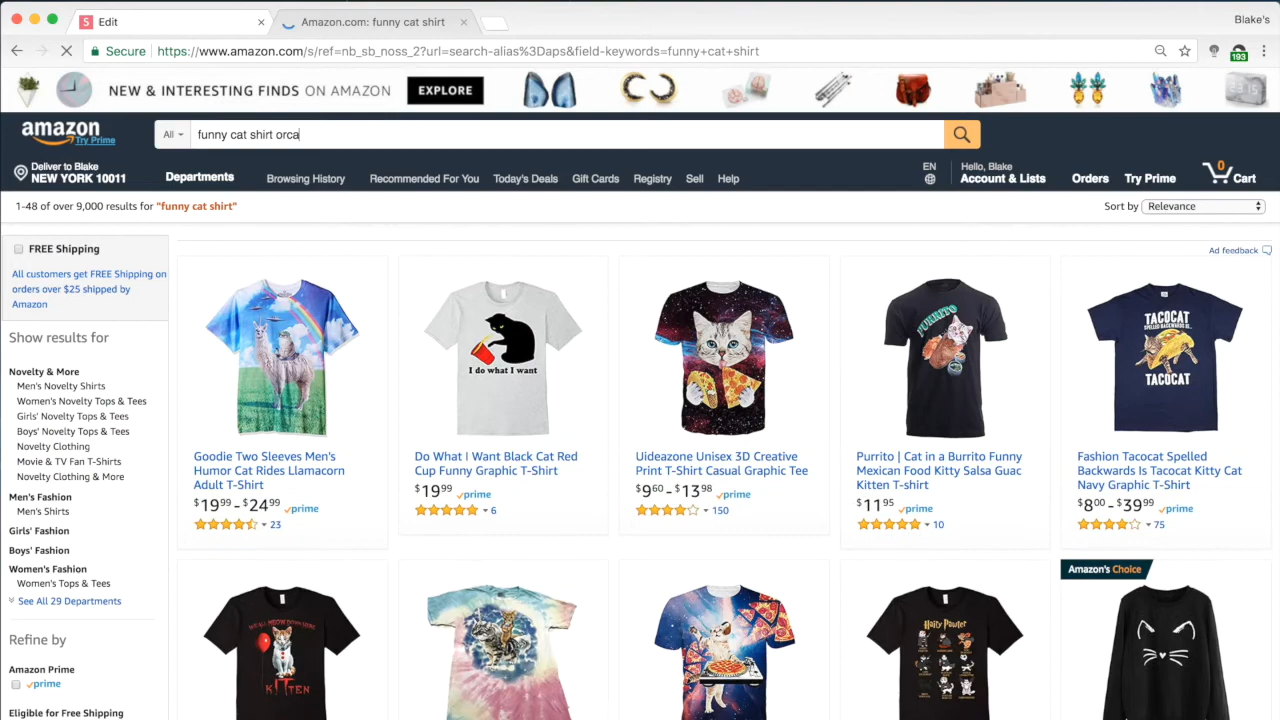 Edit
Amazon.com: funny cat shirt
Blake's
Secure
https://www.amazon.com/s/ref=nb_sb_noss_2?url=search-alias%3Daps&field-keywords=funny+cat+shirt
193
NEW & INTERESTING FINDS ON AMAZON
EXPLORE
amazon
Try Prime
All
funny cat shirt orca
Deliver to Blake
NEW YORK 10011
Departments
Browsing History
Recommended For You
Today's Deals
Gift Cards
Registry
Sell
Help
EN
Hello, Blake
Account & Lists
Orders
Try Prime
0
Cart
1-48 of over 9,000 results for "funny cat shirt"
Sort by
Relevance
Ad feedback
FREE Shipping
All customers get FREE Shipping on
orders over $25 shipped by
Amazon
Show results for
Novelty & More
Men's Novelty Shirts
Women's Novelty Tops & Tees
Girls' Novelty Tops & Tees
Boys' Novelty Tops & Tees
Novelty Clothing
Movie & TV Fan T-Shirts
Novelty Clothing & More
Men's Fashion
Men's Shirts
Girls' Fashion
Boys' Fashion
Women's Fashion
Women's Tops & Tees
See All 29 Departments
Refine by
Amazon Prime
prime
Eligible for Free Shipping
Goodie Two Sleeves Men's
Humor Cat Rides Llamacorn
Adult T-Shirt
$19.99 - $24.99 prime
23
I do what I want
Do What I Want Black Cat Red
Cup Funny Graphic T-Shirt
$19.99 prime
6
Uideazone Unisex 3D Creative
Print T-Shirt Casual Graphic Tee
$9.60 - $13.98 prime
150
PURRITO
Purrito | Cat in a Burrito Funny
Mexican Food Kitty Salsa Guac
Kitten T-shirt
$11.95 prime
10
TACOCAT
SPELLED BACKWARDS IS...
TACOCAT
Fashion Tacocat Spelled
Backwards Is Tacocat Kitty Cat
Navy Graphic T-Shirt
$8.00 - $39.99 prime
75
WE ALL MEOW DOWN HERE
KITTEN
Hairy Pawter
Amazon's Choice